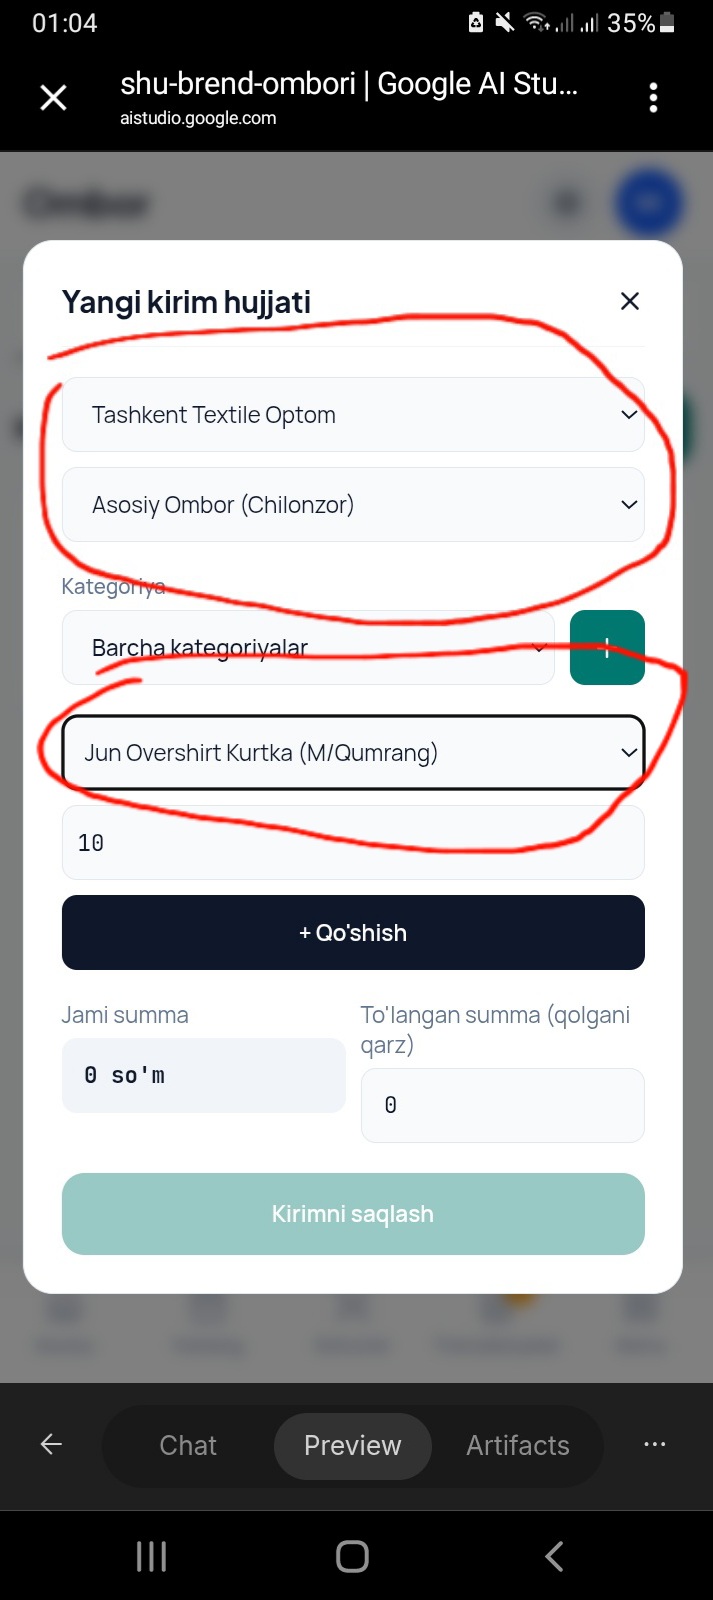 01:04
35%
shu-brend-ombori | Google AI Stu...
aistudio.google.com
Ombor
Yangi kirim hujjati
Tashkent Textile Optom
Asosiy Ombor (Chilonzor)
Kategoriya
Barcha kategoriyalar
+
Jun Overshirt Kurtka (M/Qumrang)
10
+ Qo'shish
Jami summa
To'langan summa (qolgani
qarz)
0 so'm
0
Kirimni saqlash
Chat
Preview
Artifacts